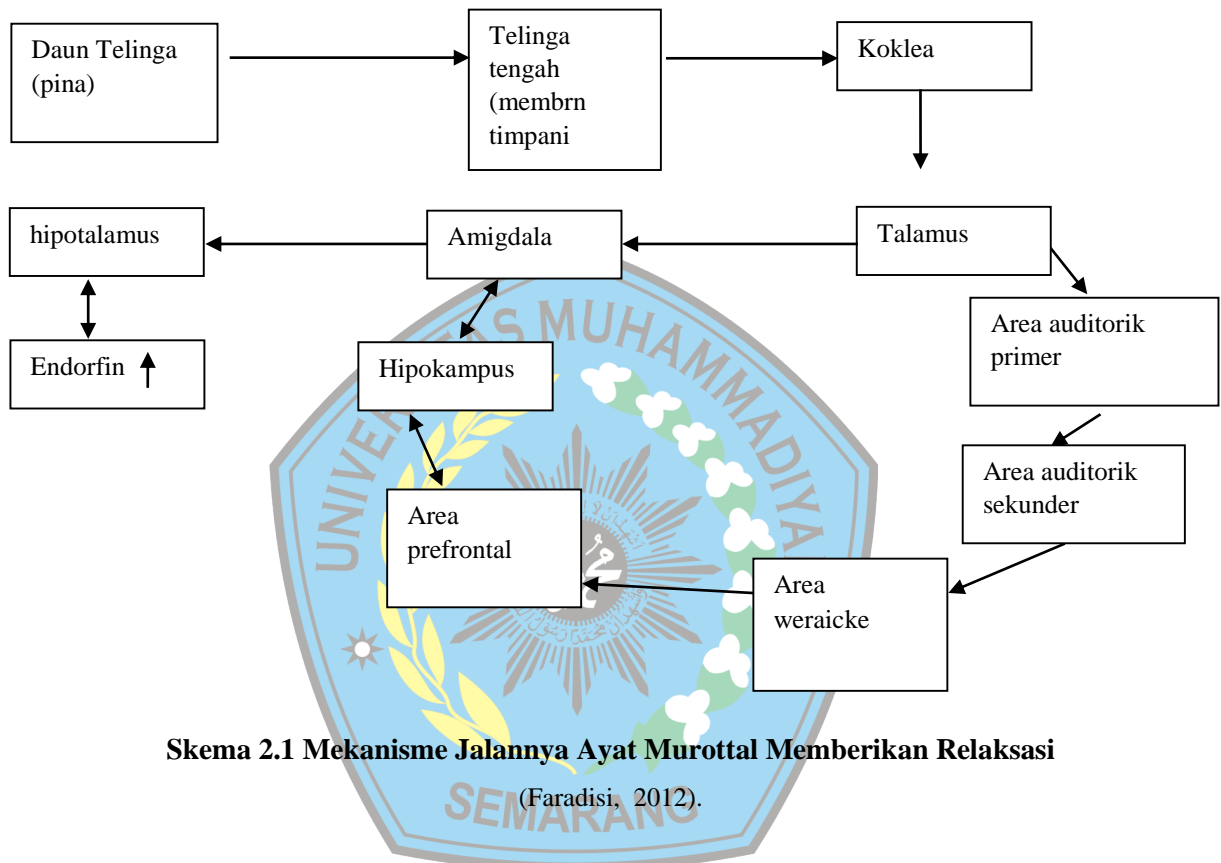 Daun Telinga
(pina)
Telinga
tengah
(membrn
timpani
Koklea
hipotalamus
Amigdala
Talamus
Endorfin
Hipokampus
Area auditorik
primer
Area
prefrontal
Area auditorik
sekunder
Area
weraicke
Skema 2.1 Mekanisme Jalannya Ayat Murottal Memberikan Relaksasi
(Faradisi, 2012).
SEMARANG